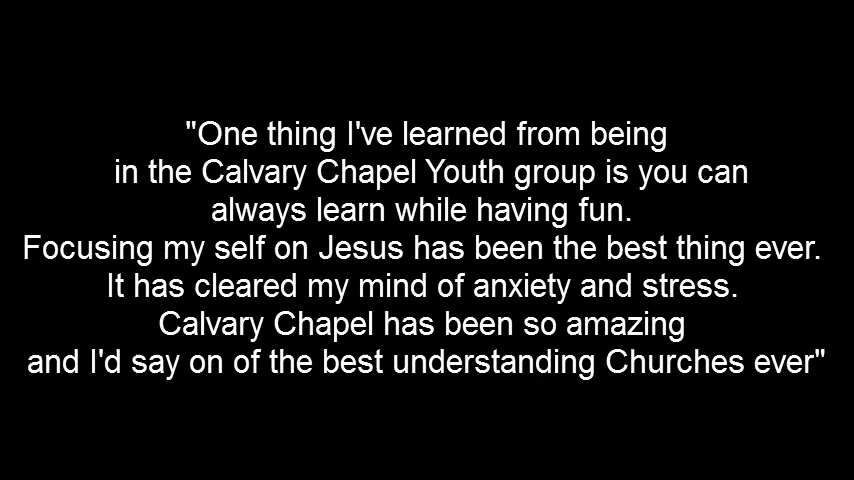 "One thing I've learned from being
in the Calvary Chapel Youth group is you can
always learn while having fun.
Focusing my self on Jesus has been the best thing ever.
It has cleared my mind of anxiety and stress.
Calvary Chapel has been so amazing
and I'd say on of the best understanding Churches ever"